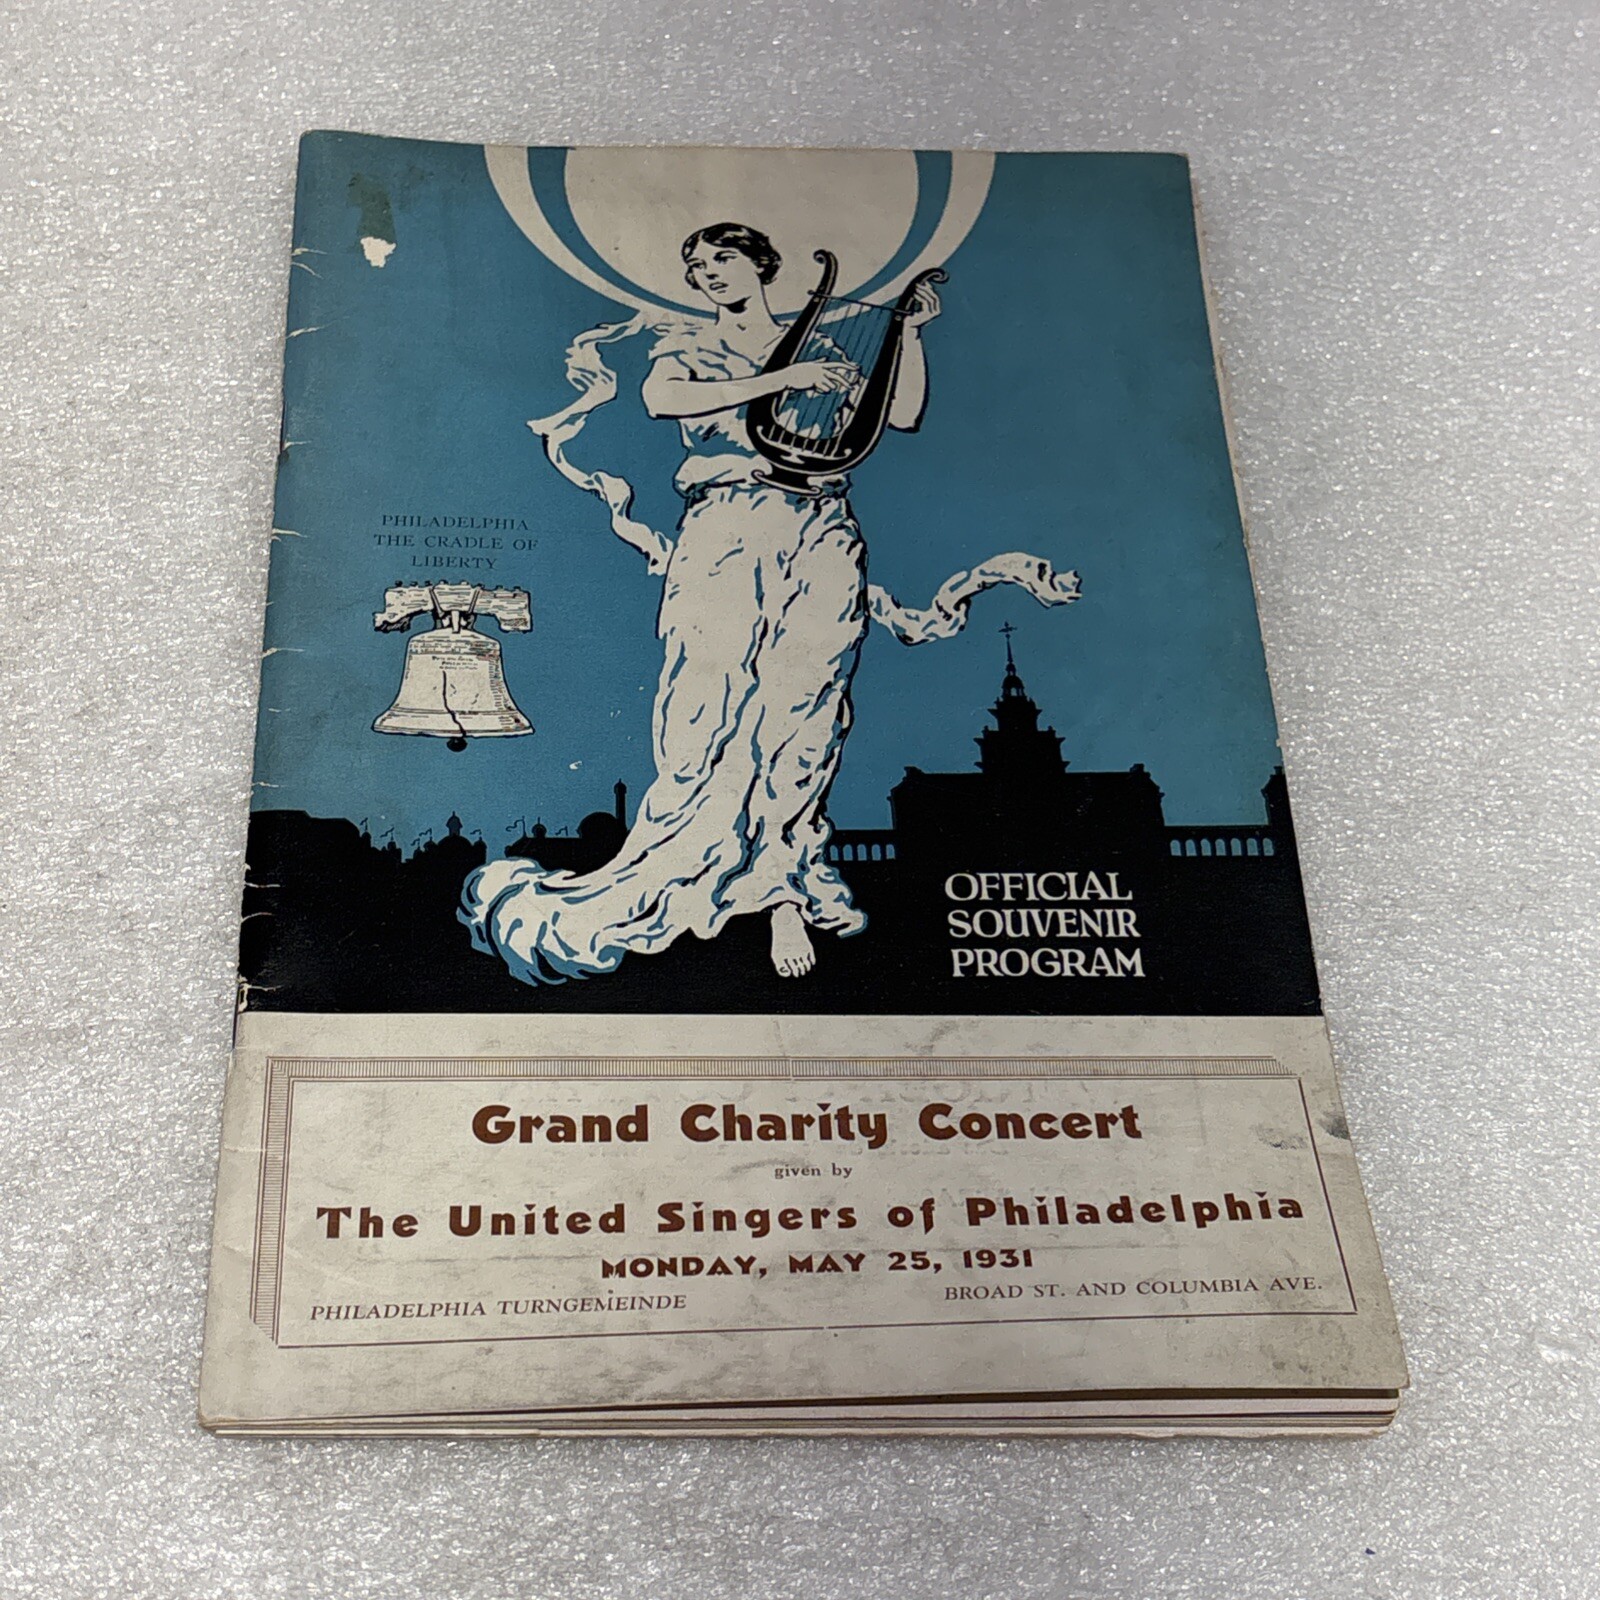 PHILADELPHIA
THE CRADLE OF
LIBERTY
OFFICIAL
SOUVENIR
PROGRAM
Grand Charity Concert
given by
The United Singers of Philadelphia
MONDAY, MAY 25, 1931
PHILADELPHIA TURNGEMEINDE BROAD ST. AND COLUMBIA AVE.